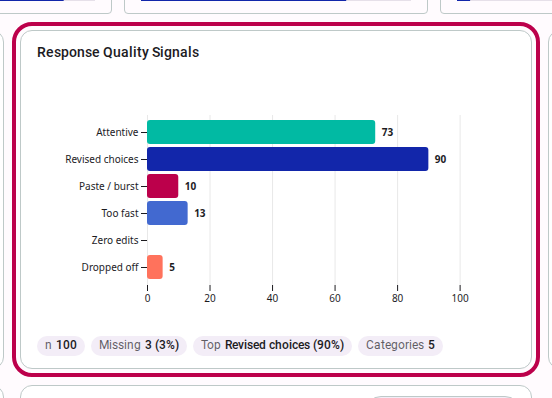 Response Quality Signals
Attentive 73
Revised choices 90
Paste / burst 10
Too fast 13
Zero edits
Dropped off 5
0 20 40 60 80 100
n 100 Missing 3 (3%) Top Revised choices (90%) Categories 5